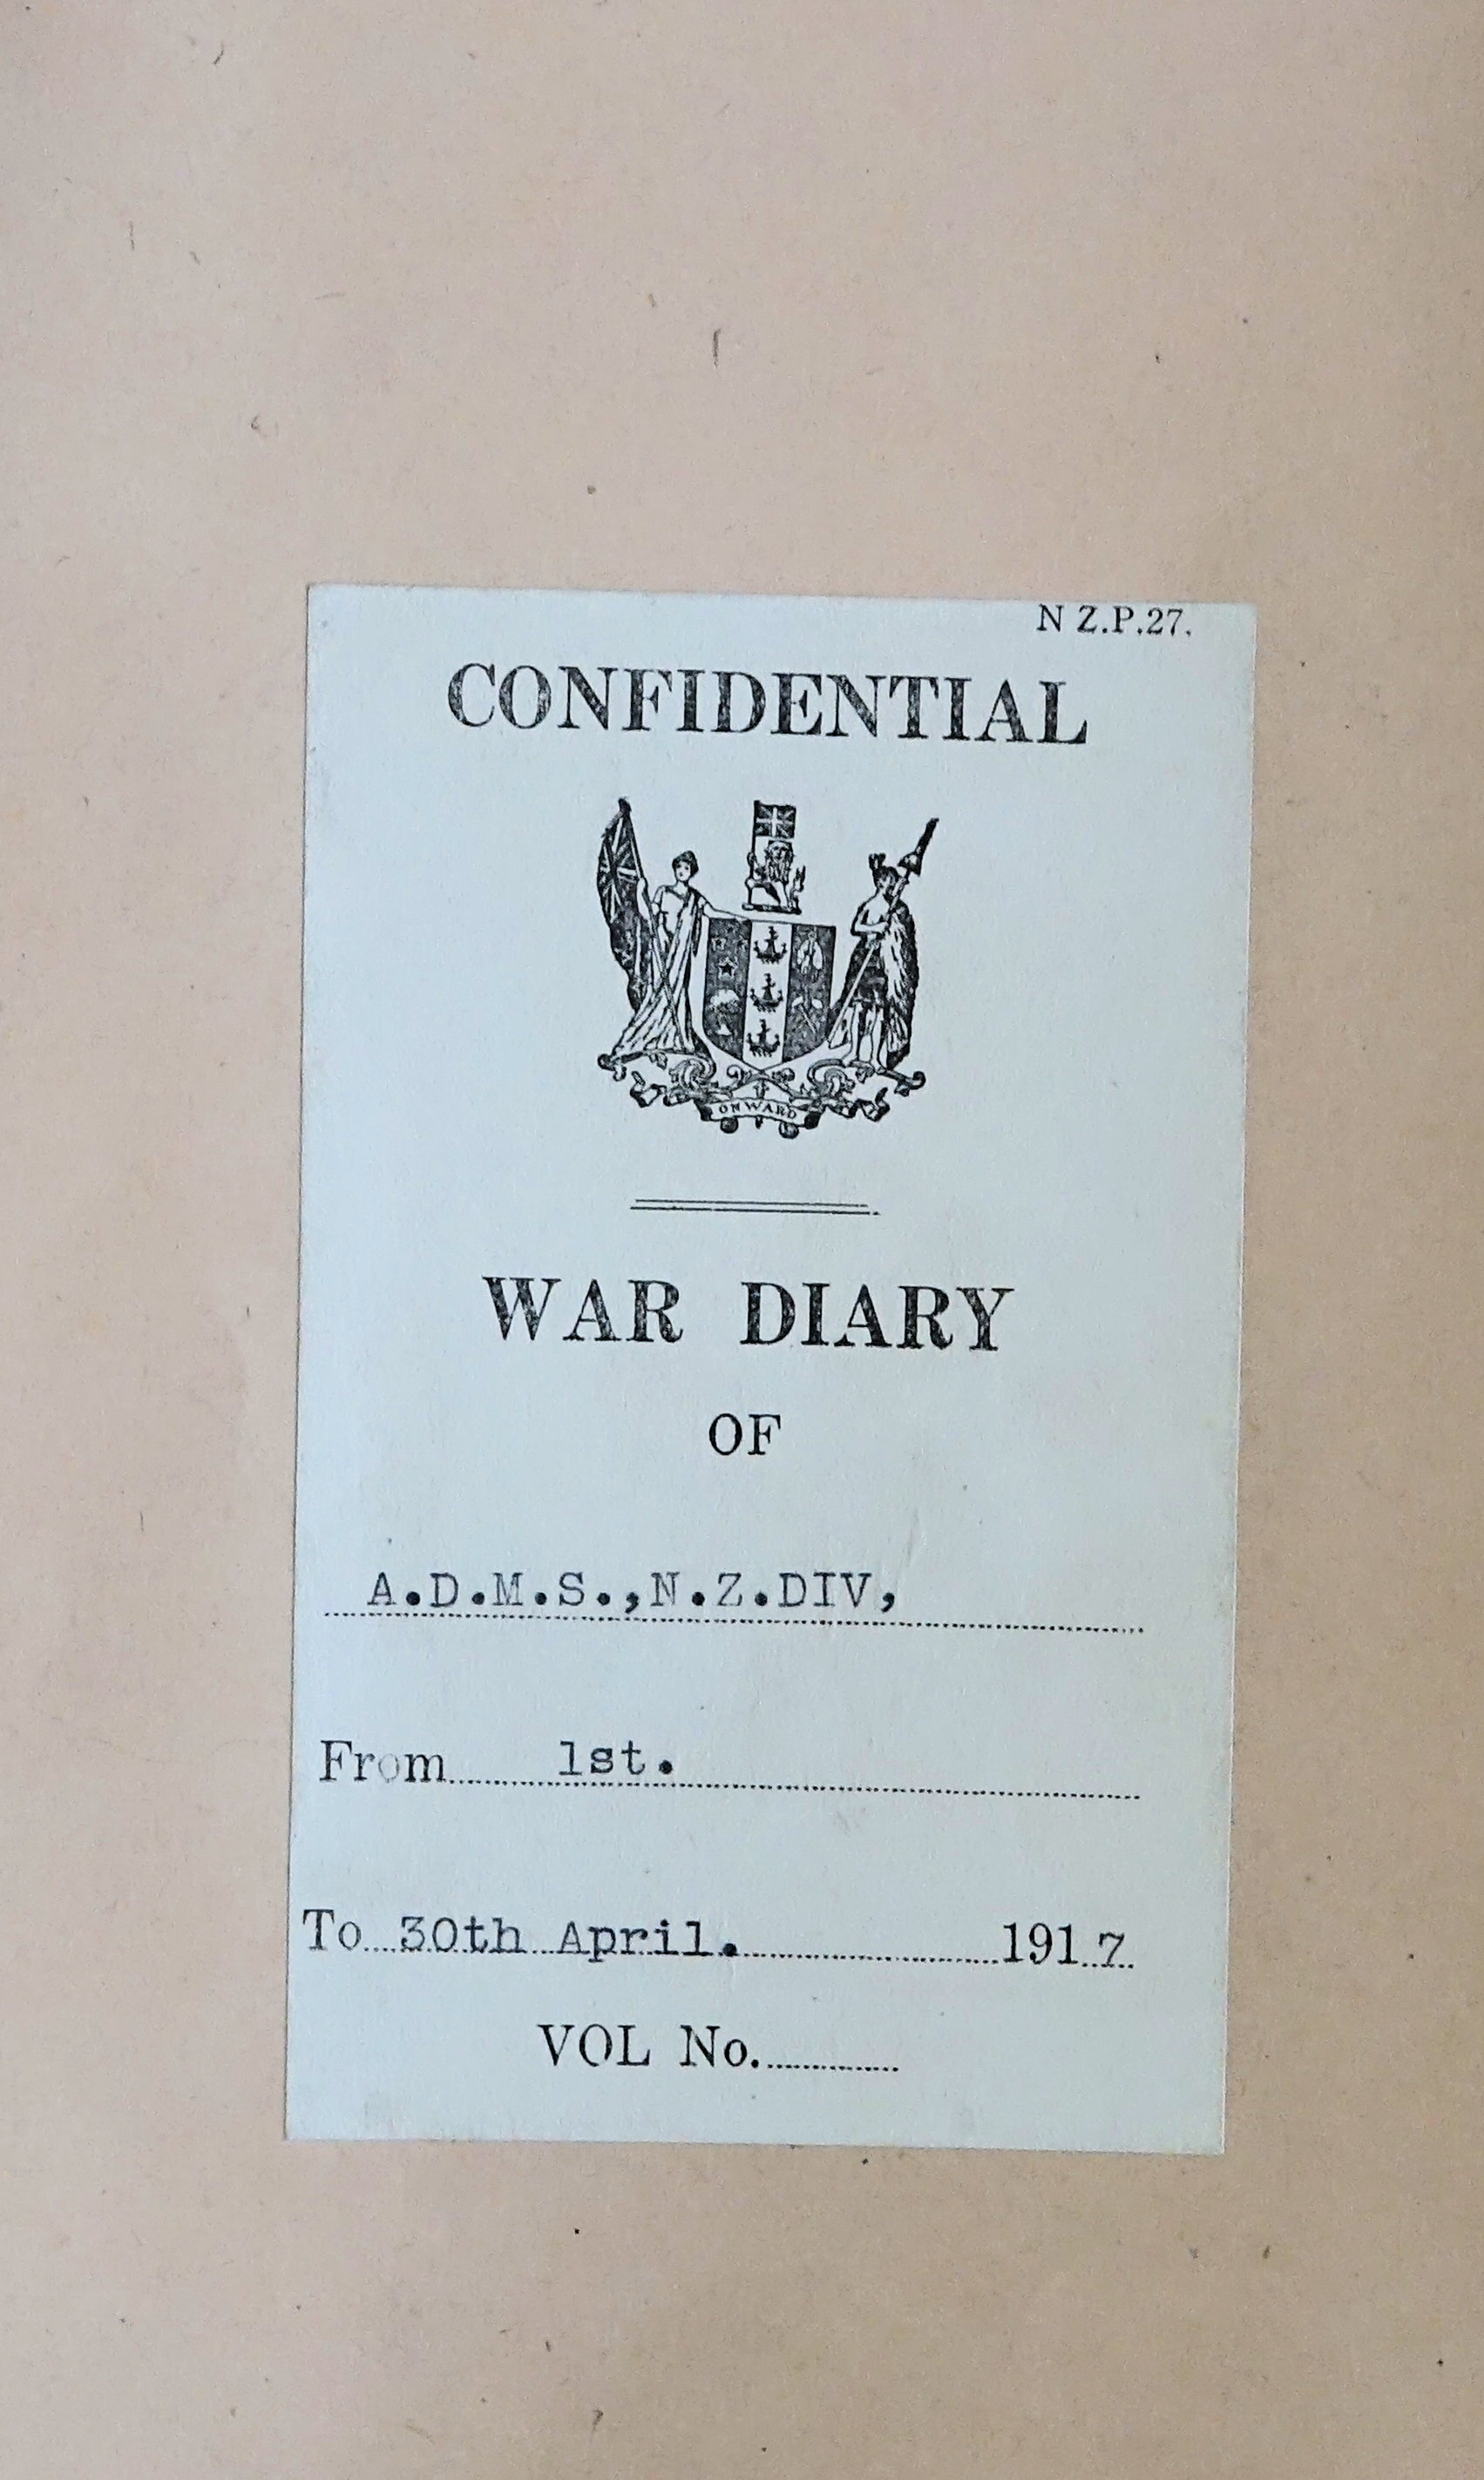 N Z.P.27.
CONFIDENTIAL
ONWARD
WAR DIARY
OF
A.D.M.S.,N.Z.DIV,
From 1st.
To 30th April. 1917.
VOL No.